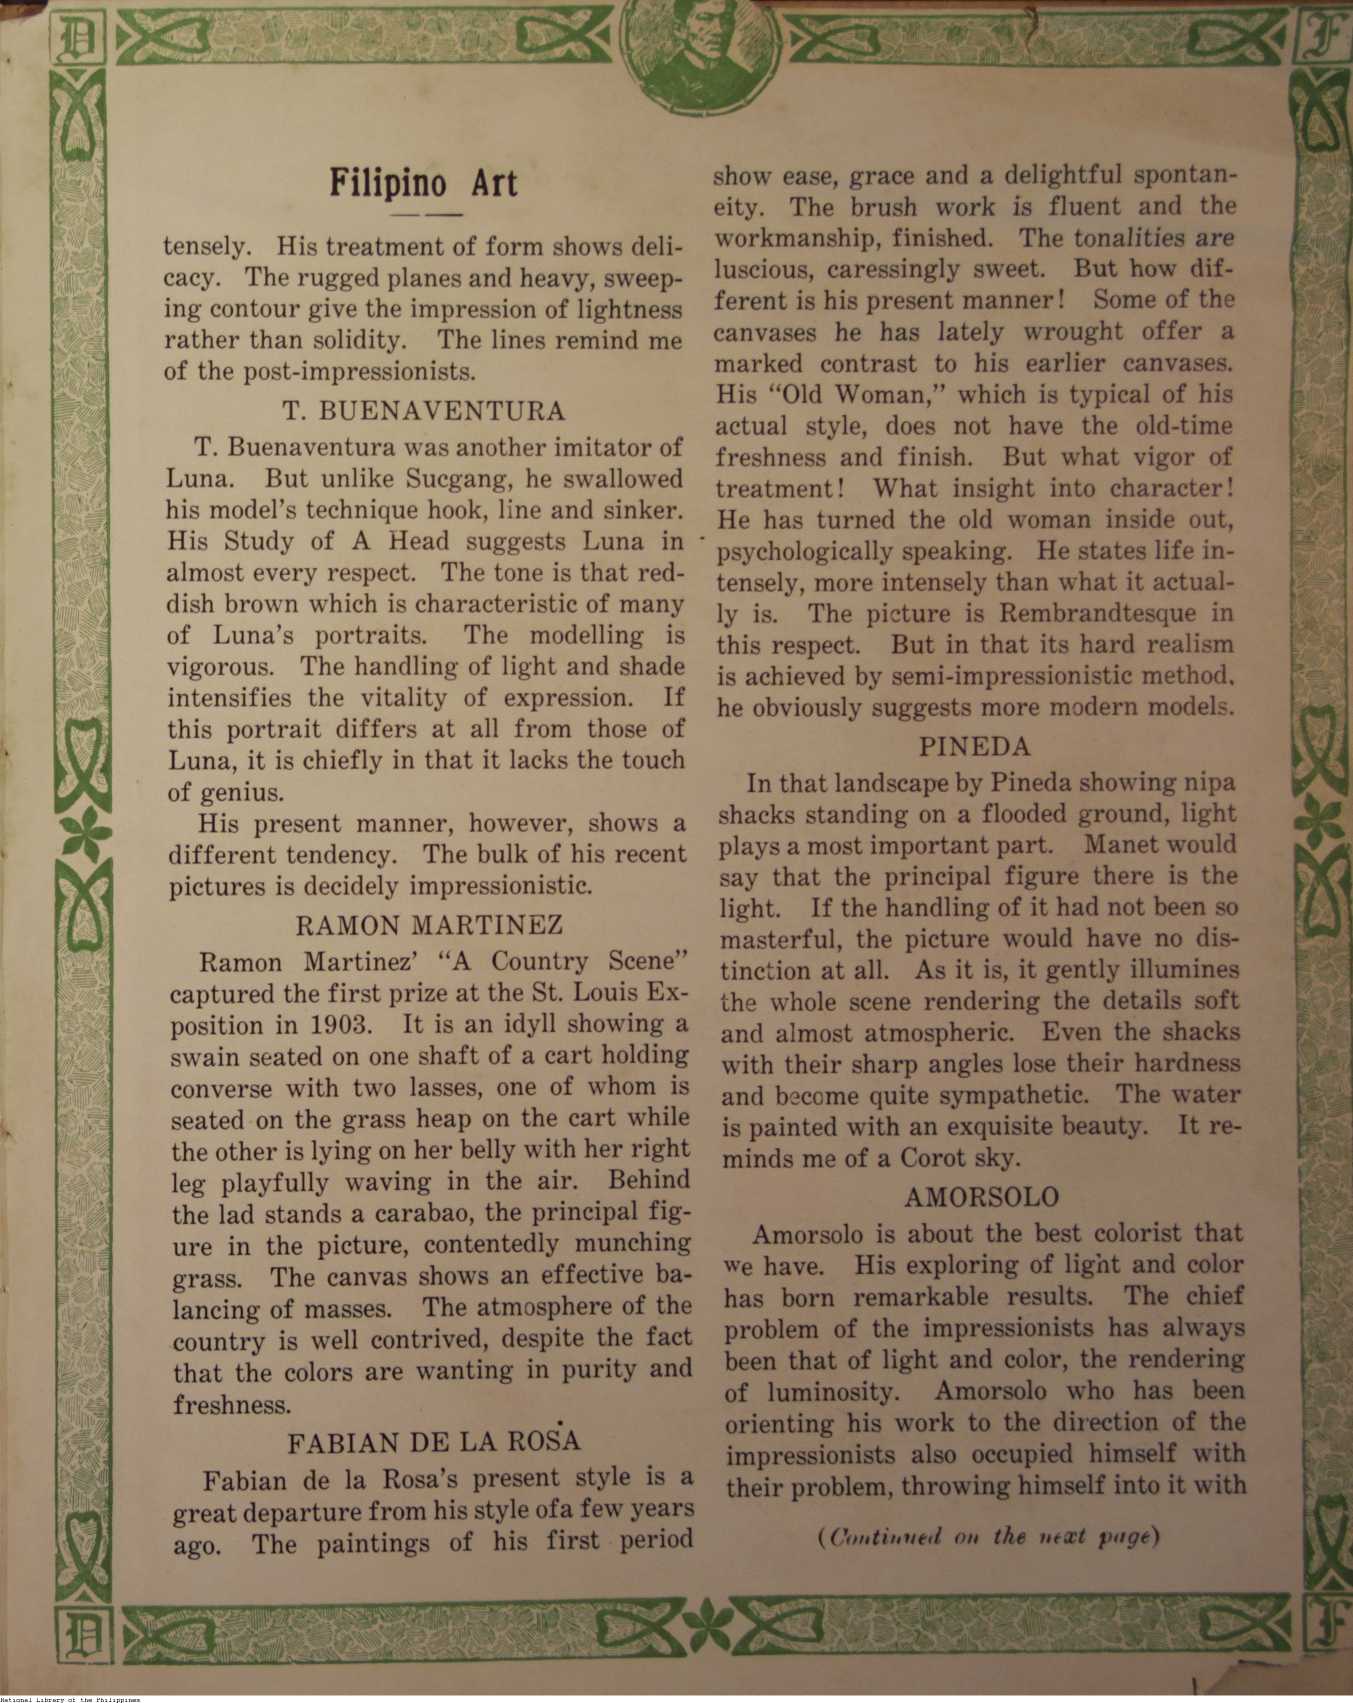 D
F
Filipino Art
tensely. His treatment of form shows deli-
cacy. The rugged planes and heavy, sweep-
ing contour give the impression of lightness
rather than solidity. The lines remind me
of the post-impressionists.
T. BUENAVENTURA
T. Buenaventura was another imitator of
Luna. But unlike Sucgang, he swallowed
his model's technique hook, line and sinker.
His Study of A Head suggests Luna in
almost every respect. The tone is that red-
dish brown which is characteristic of many
of Luna's portraits. The modelling is
vigorous. The handling of light and shade
intensifies the vitality of expression. If
this portrait differs at all from those of
Luna, it is chiefly in that it lacks the touch
of genius.
His present manner, however, shows a
different tendency. The bulk of his recent
pictures is decidely impressionistic.
RAMON MARTINEZ
Ramon Martinez' "A Country Scene"
captured the first prize at the St. Louis Ex-
position in 1903. It is an idyll showing a
swain seated on one shaft of a cart holding
converse with two lasses, one of whom is
seated on the grass heap on the cart while
the other is lying on her belly with her right
leg playfully waving in the air. Behind
the lad stands a carabao, the principal fig-
ure in the picture, contentedly munching
grass. The canvas shows an effective ba-
lancing of masses. The atmosphere of the
country is well contrived, despite the fact
that the colors are wanting in purity and
freshness.
FABIAN DE LA ROSA
Fabian de la Rosa's present style is a
great departure from his style ofa few years
ago. The paintings of his first period
show ease, grace and a delightful spontan-
eity. The brush work is fluent and the
workmanship, finished. The tonalities are
luscious, caressingly sweet. But how dif-
ferent is his present manner! Some of the
canvases he has lately wrought offer a
marked contrast to his earlier canvases.
His "Old Woman," which is typical of his
actual style, does not have the old-time
freshness and finish. But what vigor of
treatment! What insight into character!
He has turned the old woman inside out,
psychologically speaking. He states life in-
tensely, more intensely than what it actual-
ly is. The picture is Rembrandtesque in
this respect. But in that its hard realism
is achieved by semi-impressionistic method,
he obviously suggests more modern models.
PINEDA
In that landscape by Pineda showing nipa
shacks standing on a flooded ground, light
plays a most important part. Manet would
say that the principal figure there is the
light. If the handling of it had not been so
masterful, the picture would have no dis-
tinction at all. As it is, it gently illumines
the whole scene rendering the details soft
and almost atmospheric. Even the shacks
with their sharp angles lose their hardness
and become quite sympathetic. The water
is painted with an exquisite beauty. It re-
minds me of a Corot sky.
AMORSOLO
Amorsolo is about the best colorist that
we have. His exploring of light and color
has born remarkable results. The chief
problem of the impressionists has always
been that of light and color, the rendering
of luminosity. Amorsolo who has been
orienting his work to the direction of the
impressionists also occupied himself with
their problem, throwing himself into it with
(Continued on the next page)
D
F
National Library of the Philippines